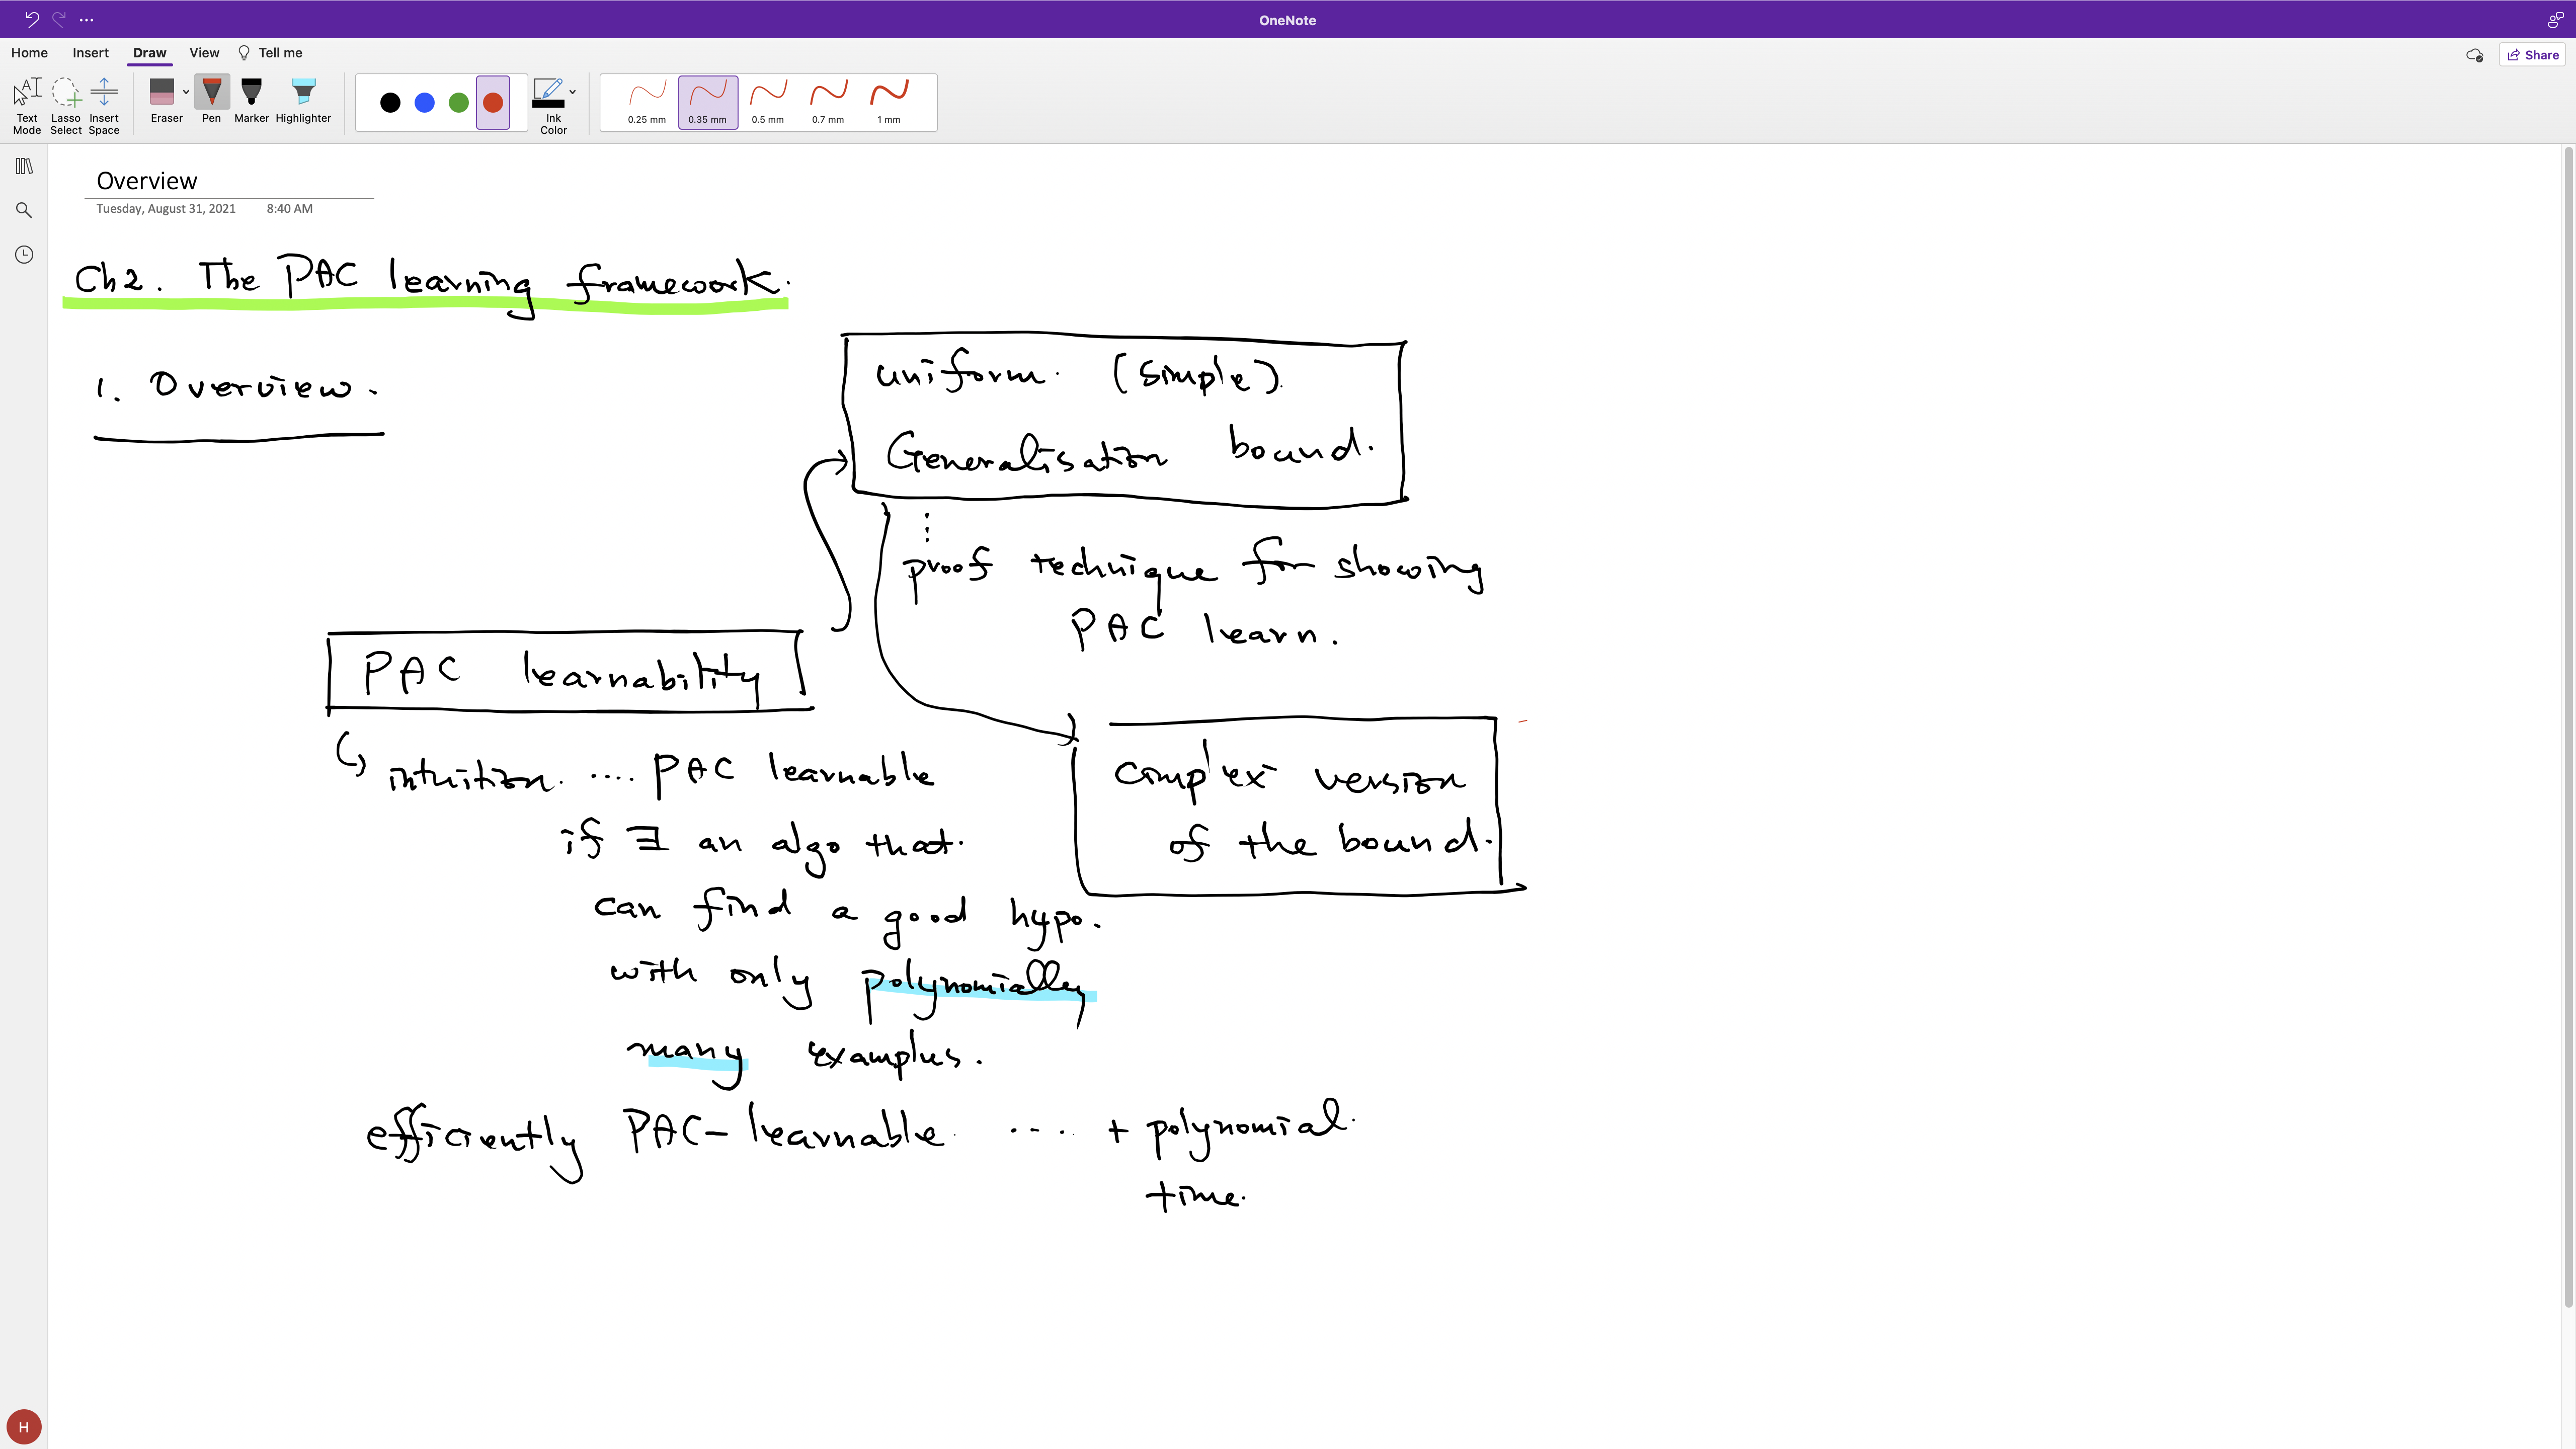 OneNote
Home Insert Draw View Tell me
Share
Text Mode
Lasso Select
Insert Space
Eraser
Pen
Marker
Highlighter
Ink Color
0.25 mm
0.35 mm
0.5 mm
0.7 mm
1 mm
Overview
Tuesday, August 31, 2021 8:40 AM
Ch2. The PAC learning framework.
1. Overview.
uniform. (simple).
Generalisation bound.
proof technique for showing
PAC learn.
PAC learnability
intuition. .... PAC learnable
if ∃ an algo that.
can find a good hypo.
with only polynomially
many examples.
complex version
of the bound.
efficiently PAC-learnable. .... + polynomial.
time.
H